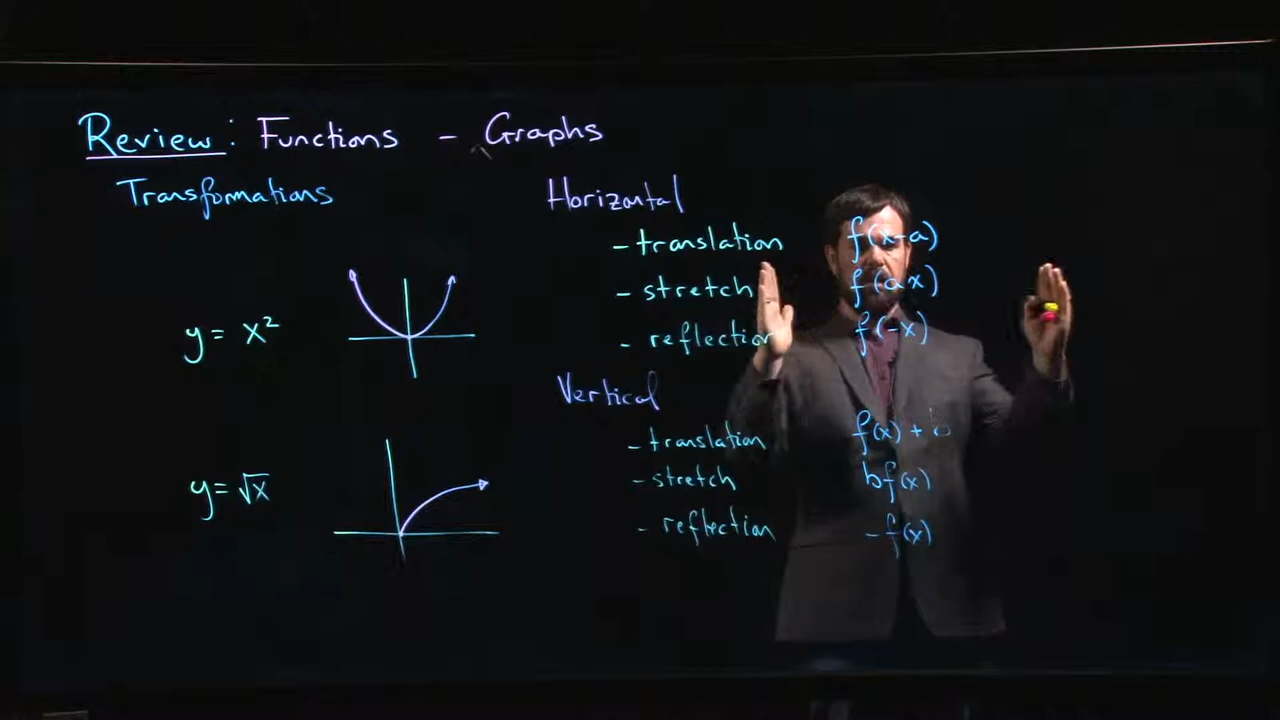 Review: Functions - Graphs
Transformations
Horizontal
- translation f(x-a)
- stretch f(ax)
- reflection f(-x)
y = x²
Vertical
- translation f(x) + b
- stretch bf(x)
- reflection -f(x)
y = √x